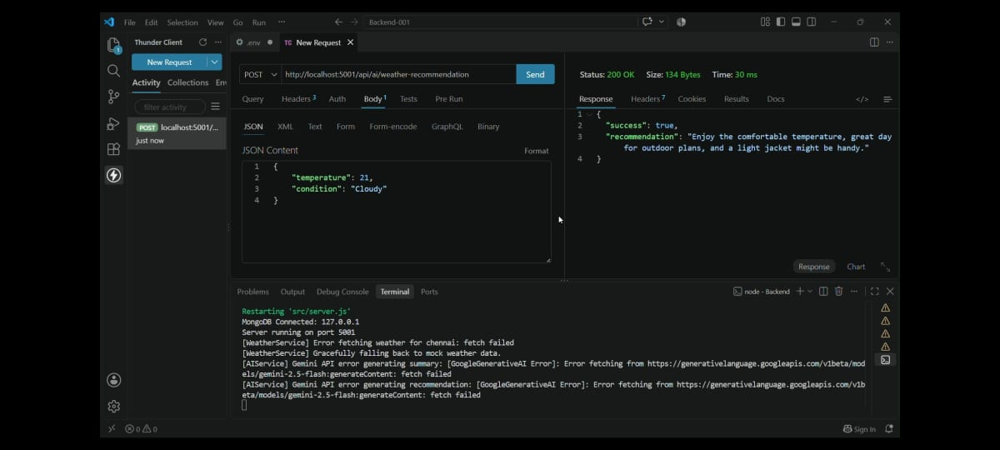 File Edit Selection View Go Run ··· Backend-001
Thunder Client
.env
TC New Request
New Request
Activity Collections En
filter activity
POST localhost:5001/...
just now
POST http://localhost:5001/api/ai/weather-recommendation Send
Query Headers 3 Auth Body 1 Tests Pre Run
JSON XML Text Form Form-encode GraphQL Binary
JSON Content Format
1 {
2 "temperature": 21,
3 "condition": "Cloudy"
4 }
Status: 200 OK Size: 134 Bytes Time: 30 ms
Response Headers 7 Cookies Results Docs </>
1 {
2 "success": true,
3 "recommendation": "Enjoy the comfortable temperature, great day
for outdoor plans, and a light jacket might be handy."
4 }
Response Chart
Problems Output Debug Console Terminal Ports node - Backend
Restarting 'src/server.js'
MongoDB Connected: 127.0.0.1
Server running on port 5001
[WeatherService] Error fetching weather for chennai: fetch failed
[WeatherService] Gracefully falling back to mock weather data.
[AIService] Gemini API error generating summary: [GoogleGenerativeAI Error]: Error fetching from https://generativelanguage.googleapis.com/v1beta/mod
els/gemini-2.5-flash:generateContent: fetch failed
[AIService] Gemini API error generating recommendation: [GoogleGenerativeAI Error]: Error fetching from https://generativelanguage.googleapis.com/v1b
eta/models/gemini-2.5-flash:generateContent: fetch failed
0 0 Sign In